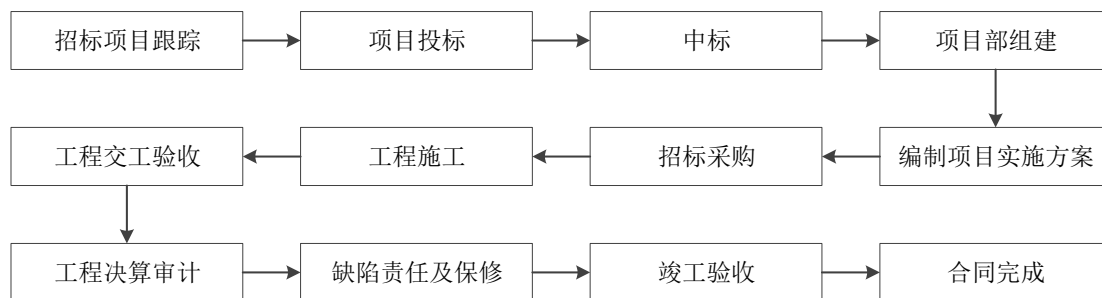 招标项目跟踪
项目投标
中标
项目部组建
编制项目实施方案
招标采购
工程施工
工程交工验收
工程决算审计
缺陷责任及保修
竣工验收
合同完成